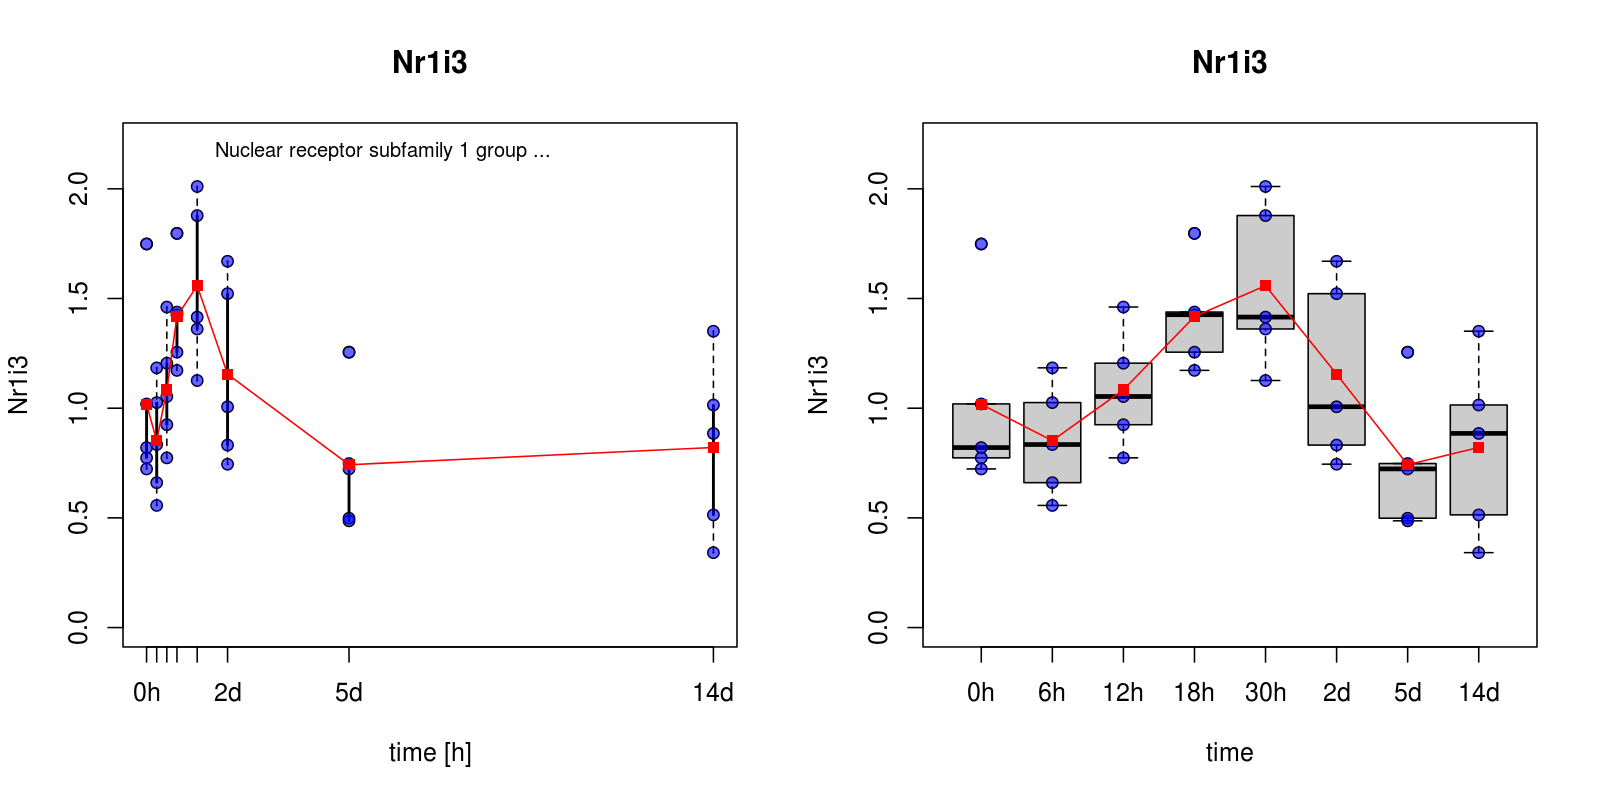 Nr1i3
Nuclear receptor subfamily 1 group ...
Nr1i3
2.0
1.5
1.0
0.5
0.0
0h 2d 5d 14d
time [h]
Nr1i3
Nr1i3
2.0
1.5
1.0
0.5
0.0
0h 6h 12h 18h 30h 2d 5d 14d
time